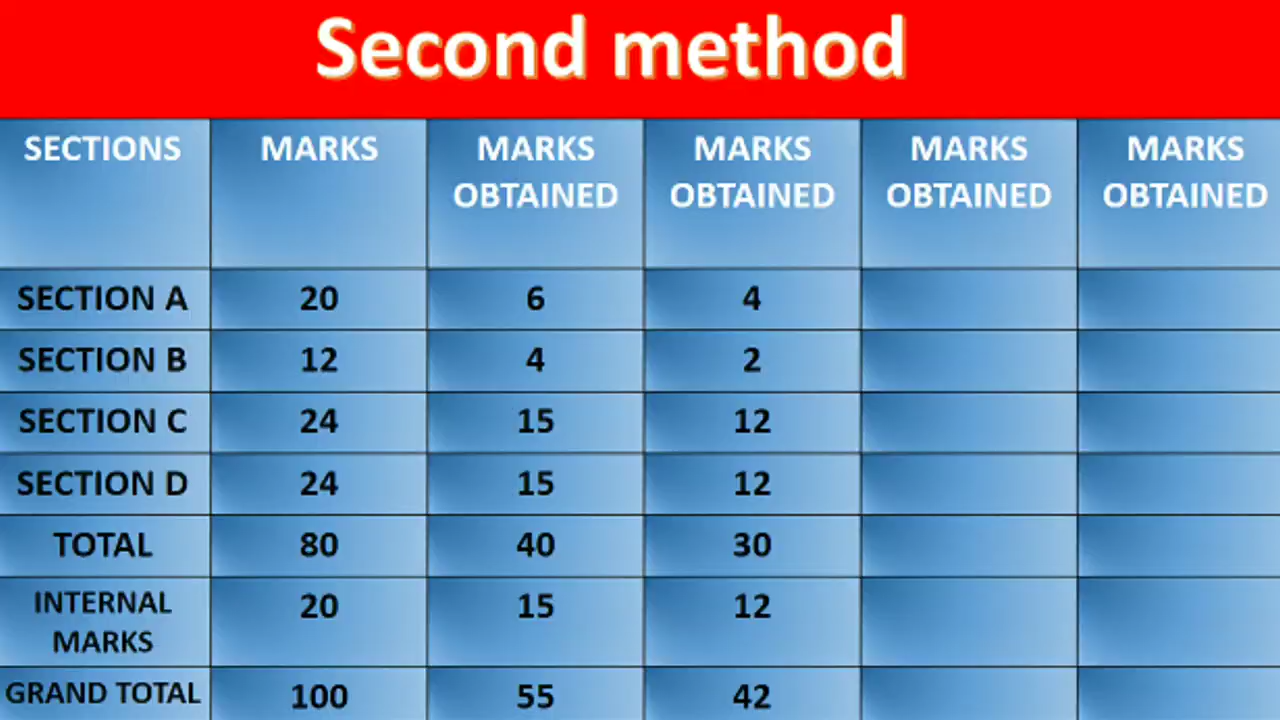 Second method
SECTIONS MARKS MARKS OBTAINED MARKS OBTAINED MARKS OBTAINED MARKS OBTAINED
SECTION A 20 6 4
SECTION B 12 4 2
SECTION C 24 15 12
SECTION D 24 15 12
TOTAL 80 40 30
INTERNAL MARKS 20 15 12
GRAND TOTAL 100 55 42